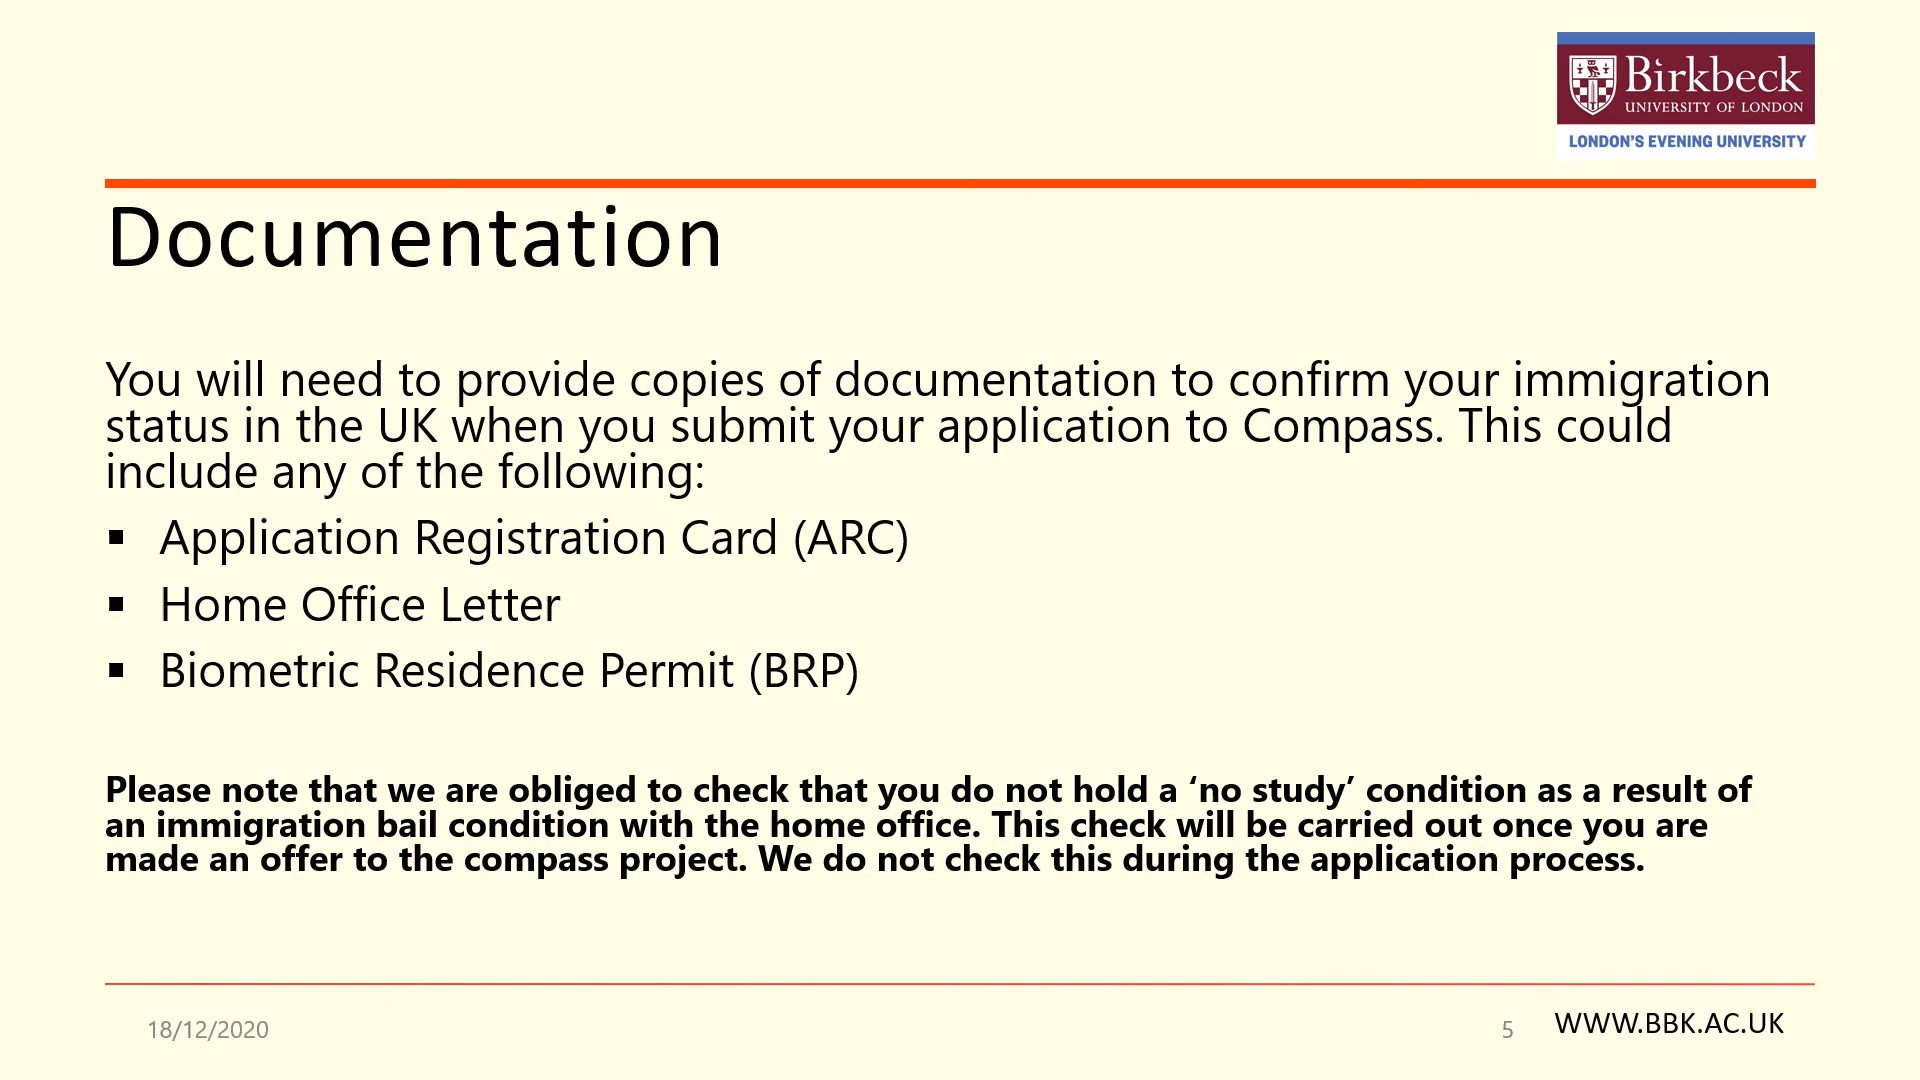 Birkbeck
UNIVERSITY OF LONDON
LONDON'S EVENING UNIVERSITY
Documentation
You will need to provide copies of documentation to confirm your immigration
status in the UK when you submit your application to Compass. This could
include any of the following:
▪ Application Registration Card (ARC)
▪ Home Office Letter
▪ Biometric Residence Permit (BRP)
Please note that we are obliged to check that you do not hold a ‘no study’ condition as a result of
an immigration bail condition with the home office. This check will be carried out once you are
made an offer to the compass project. We do not check this during the application process.
18/12/2020
5
WWW.BBK.AC.UK